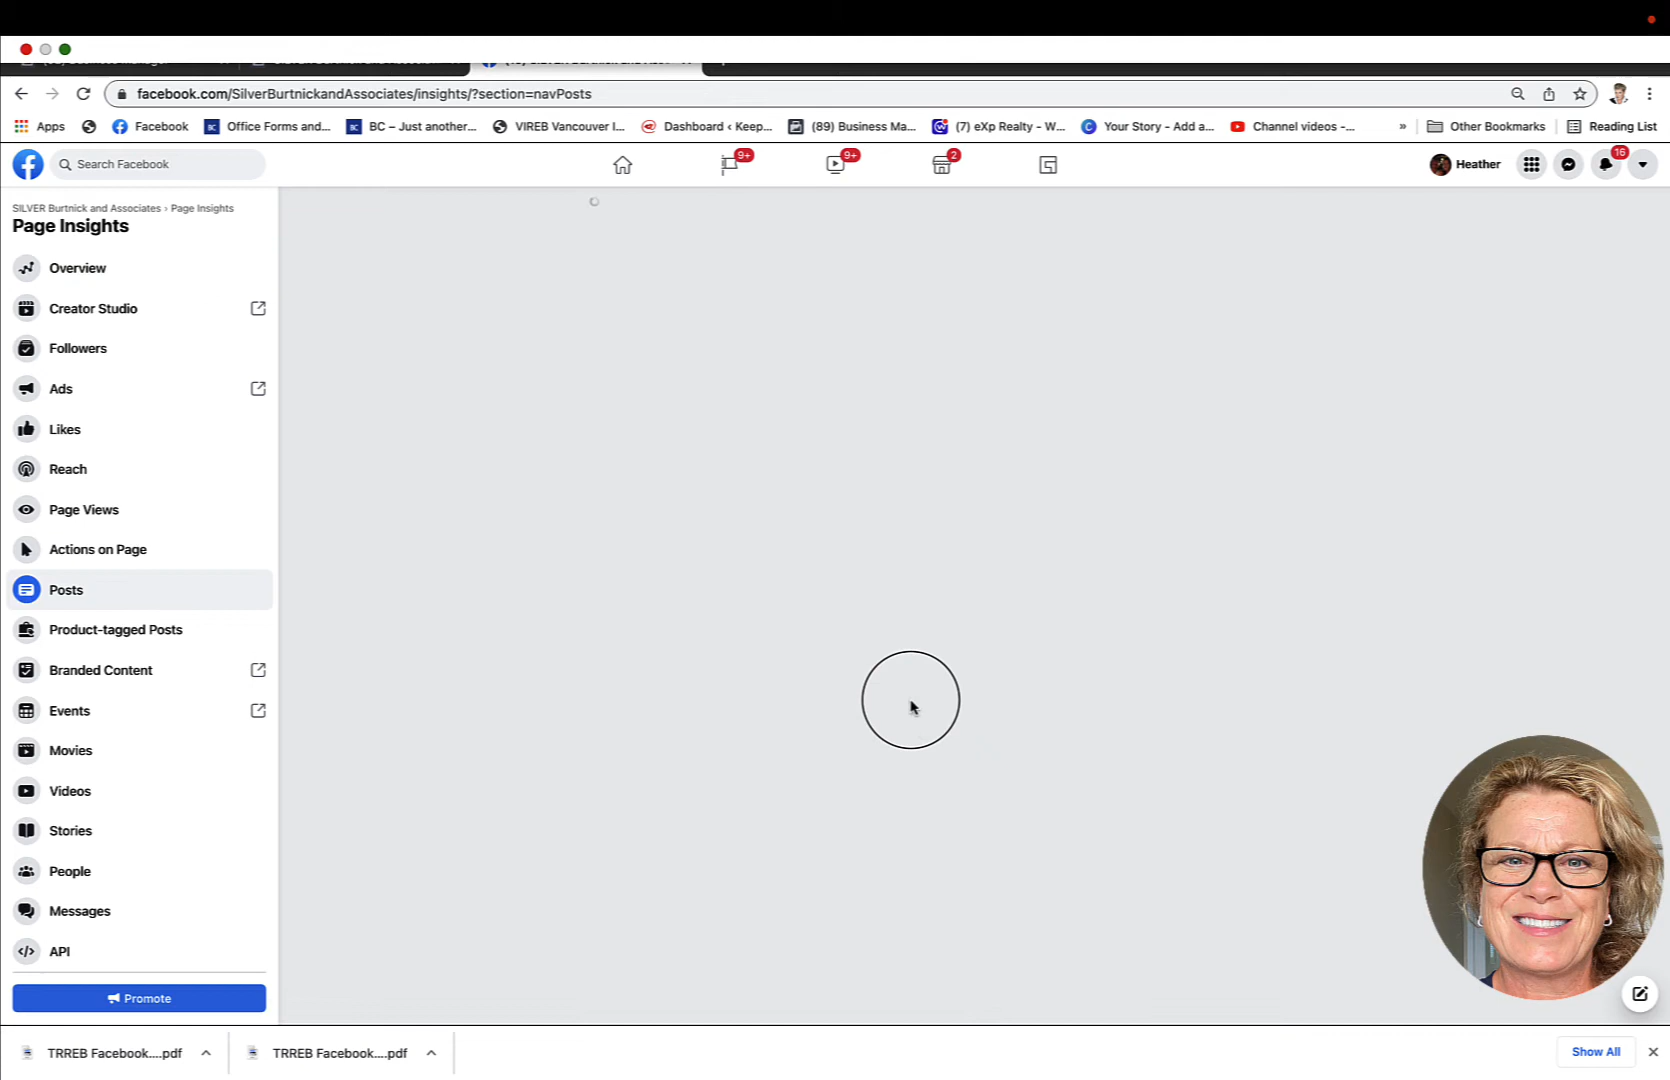 facebook.com/SilverBurtnickandAssociates/insights/?section=navPosts
Apps
Facebook
Office Forms and...
BC – Just another...
VIREB Vancouver I...
Dashboard ‹ Keep...
(89) Business Ma...
(7) eXp Realty - W...
Your Story - Add a...
Channel videos -...
»
Other Bookmarks
Reading List
Search Facebook
9+
9+
2
Heather
16
SILVER Burtnick and Associates › Page Insights
Page Insights
Overview
Creator Studio
Followers
Ads
Likes
Reach
Page Views
Actions on Page
Posts
Product-tagged Posts
Branded Content
Events
Movies
Videos
Stories
People
Messages
API
Promote
TRREB Facebook....pdf
TRREB Facebook....pdf
Show All